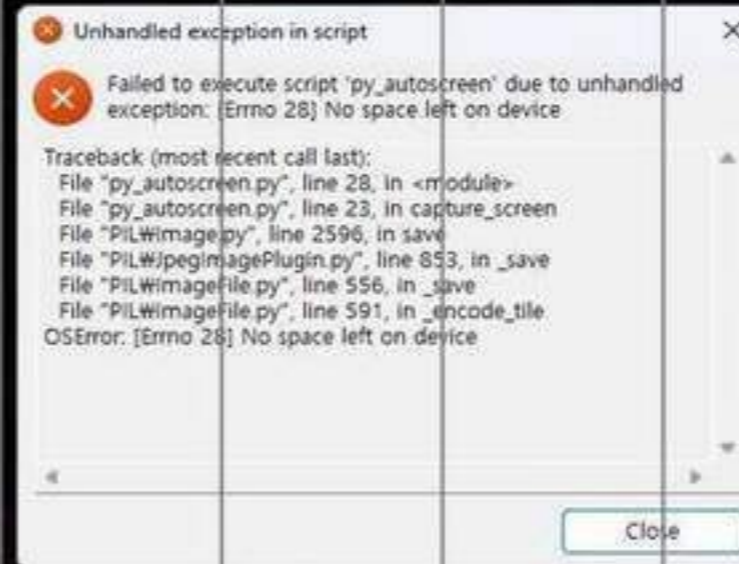 Unhandled exception in script
Failed to execute script 'py_autoscreen' due to unhandled
exception: [Errno 28] No space left on device
Traceback (most recent call last):
File "py_autoscreen.py", line 28, in <module>
File "py_autoscreen.py", line 23, in capture_screen
File "PIL₩Image.py", line 2596, in save
File "PIL₩JpegImagePlugin.py", line 853, in _save
File "PIL₩ImageFile.py", line 556, in _save
File "PIL₩ImageFile.py", line 591, in _encode_tile
OSError: [Errno 28] No space left on device
Close